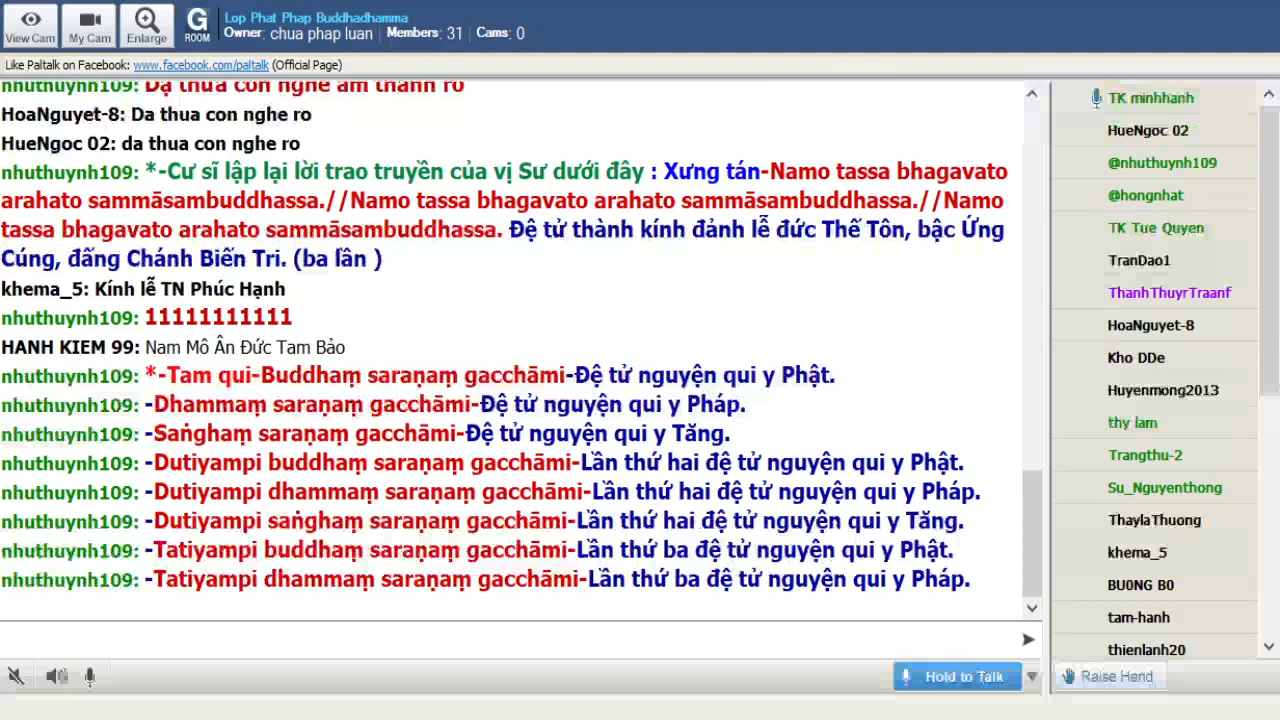 View Cam
My Cam
Enlarge
G
ROOM
Lop Phat Phap Buddhadhamma
Owner: chua phap luan | Members: 31 | Cams: 0
Like Paltalk on Facebook: www.facebook.com/paltalk (Official Page)
nhuthuynh109: Dạ thưa con nghe âm thanh rõ
HoaNguyet-8: Da thua con nghe ro
HueNgoc 02: da thua con nghe ro
nhuthuynh109: *-Cư sĩ lập lại lời trao truyền của vị Sư dưới đây : Xưng tán-Namo tassa bhagavato
arahato sammāsambuddhassa.//Namo tassa bhagavato arahato sammāsambuddhassa.//Namo
tassa bhagavato arahato sammāsambuddhassa. Đệ tử thành kính đảnh lễ đức Thế Tôn, bậc Ứng
Cúng, đấng Chánh Biến Tri. (ba lần )
khema_5: Kính lễ TN Phúc Hạnh
nhuthuynh109: 11111111111
HANH KIEM 99: Nam Mô Ân Đức Tam Bảo
nhuthuynh109: *-Tam qui-Buddhaṃ saraṇaṃ gacchāmi-Đệ tử nguyện qui y Phật.
nhuthuynh109: -Dhammaṃ saraṇaṃ gacchāmi-Đệ tử nguyện qui y Pháp.
nhuthuynh109: -Saṅghaṃ saraṇaṃ gacchāmi-Đệ tử nguyện qui y Tăng.
nhuthuynh109: -Dutiyampi buddhaṃ saraṇaṃ gacchāmi-Lần thứ hai đệ tử nguyện qui y Phật.
nhuthuynh109: -Dutiyampi dhammaṃ saraṇaṃ gacchāmi-Lần thứ hai đệ tử nguyện qui y Pháp.
nhuthuynh109: -Dutiyampi saṅghaṃ saraṇaṃ gacchāmi-Lần thứ hai đệ tử nguyện qui y Tăng.
nhuthuynh109: -Tatiyampi buddhaṃ saraṇaṃ gacchāmi-Lần thứ ba đệ tử nguyện qui y Phật.
nhuthuynh109: -Tatiyampi dhammaṃ saraṇaṃ gacchāmi-Lần thứ ba đệ tử nguyện qui y Pháp.
TK minhhanh
HueNgoc 02
@nhuthuynh109
@hongnhat
TK Tue Quyen
TranDao1
ThanhThuyrTraanf
HoaNguyet-8
Kho DDe
Huyenmong2013
thy lam
Trangthu-2
Su_Nguyenthong
ThaylaThuong
khema_5
BU0NG B0
tam-hanh
thienlanh20
Hold to Talk
Raise Hand